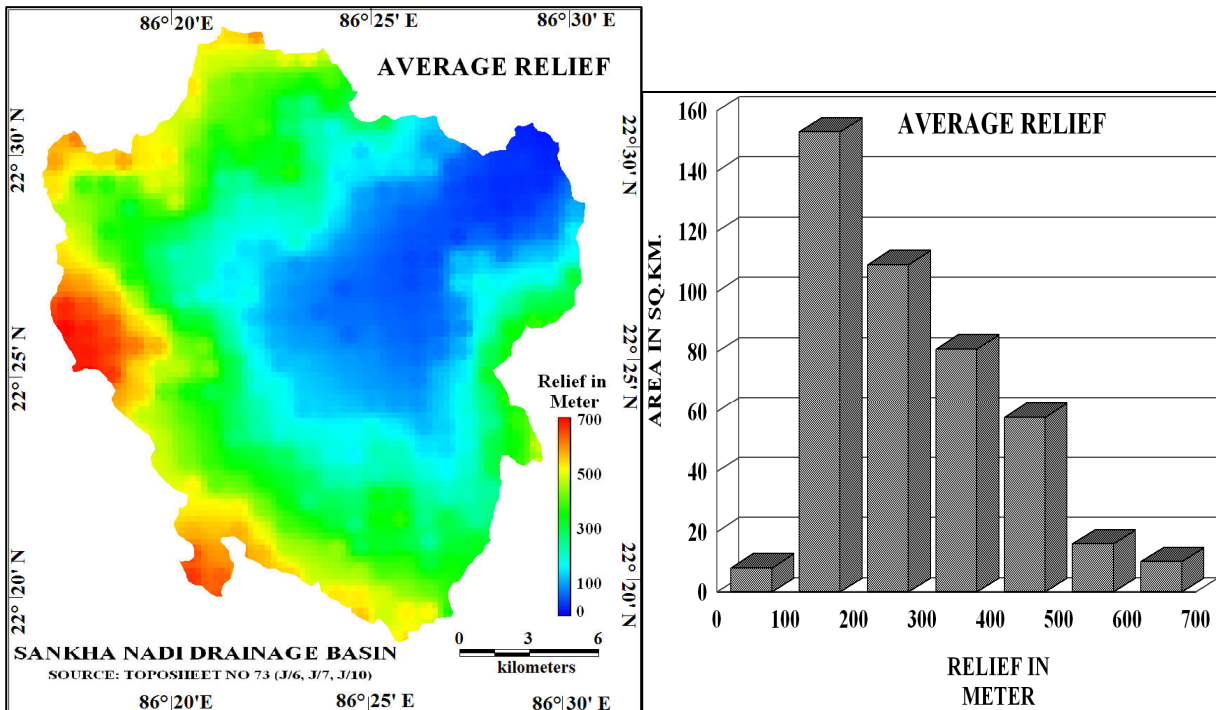 86° 20'E 86° 25'E 86° 30' E
AVERAGE RELIEF
22° 30' N
22° 30' N
22° 25' N
22° 25' N
22° 20' N
22° 20' N
Relief in
Meter
700
500
300
100
0
0 3 6
kilometers
SANKHA NADI DRAINAGE BASIN
SOURCE: TOPOSHEET NO 73 (J/6, J/7, J/10)
86° 20'E 86° 25' E 86° 30' E
AVERAGE RELIEF
AREA IN SQ.KM.
160
140
120
100
80
60
40
20
0
0 100 200 300 400 500 600 700
RELIEF IN
METER